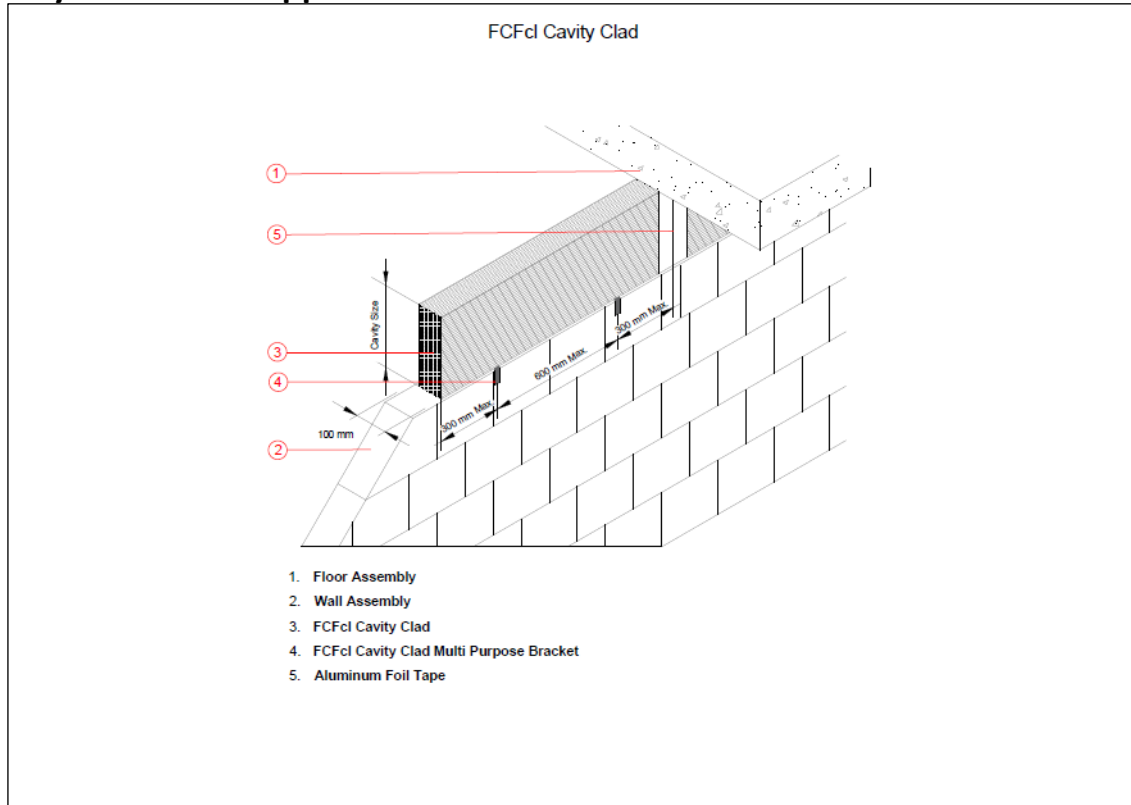 FCFcl Cavity Clad
1
5
Cavity Size
3
4
300 mm Max.
600 mm Max.
300 mm Max.
100 mm
2
1. Floor Assembly
2. Wall Assembly
3. FCFcl Cavity Clad
4. FCFcl Cavity Clad Multi Purpose Bracket
5. Aluminum Foil Tape